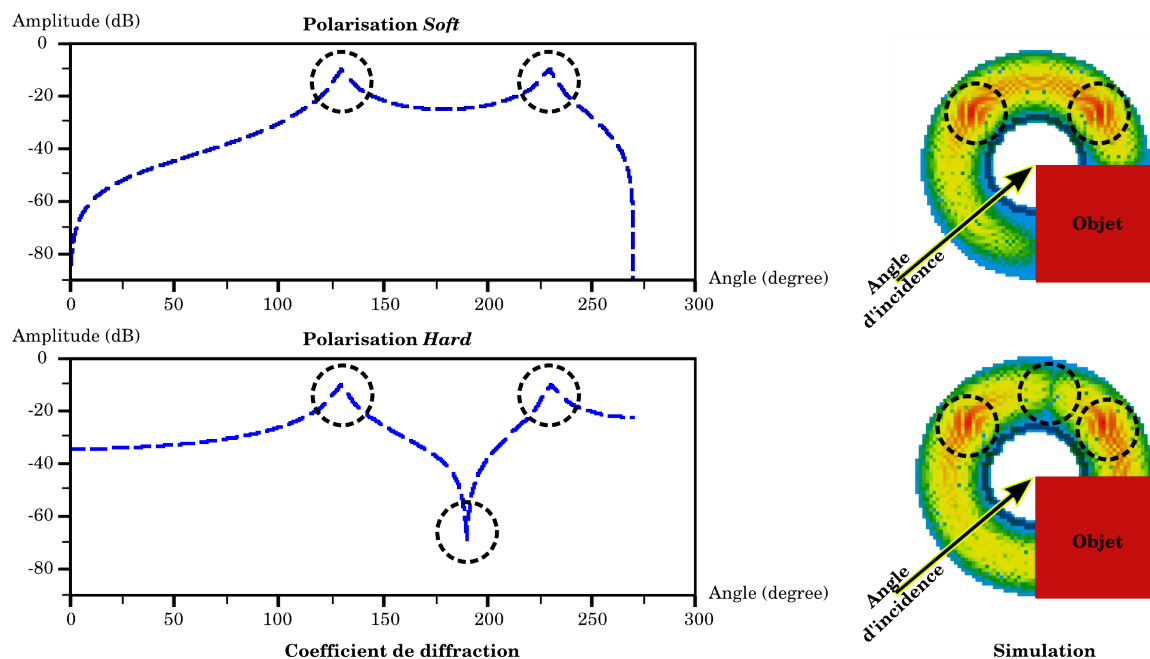 Amplitude (dB)
Polarisation Soft
0
-20
-40
-60
-80
0
50
100
150
200
250
300
Angle (degree)
Objet
Angle
d'incidence
Amplitude (dB)
Polarisation Hard
0
-20
-40
-60
-80
0
50
100
150
200
250
300
Angle (degree)
Objet
Angle
d'incidence
Coefficient de diffraction
Simulation